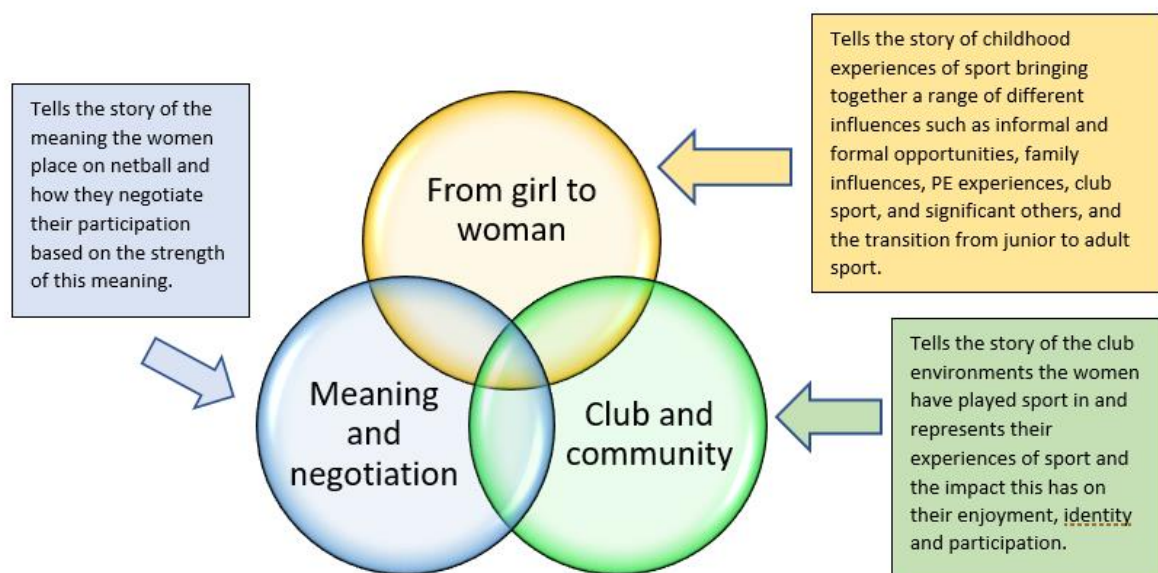 Tells the story of the
meaning the women
place on netball and
how they negotiate
their participation
based on the strength
of this meaning.
From girl to
woman
Tells the story of childhood
experiences of sport bringing
together a range of different
influences such as informal and
formal opportunities, family
influences, PE experiences, club
sport, and significant others, and
the transition from junior to adult
sport.
Meaning
and
negotiation
Club and
community
Tells the story of the club
environments the women
have played sport in and
represents their
experiences of sport and
the impact this has on
their enjoyment, identity
and participation.